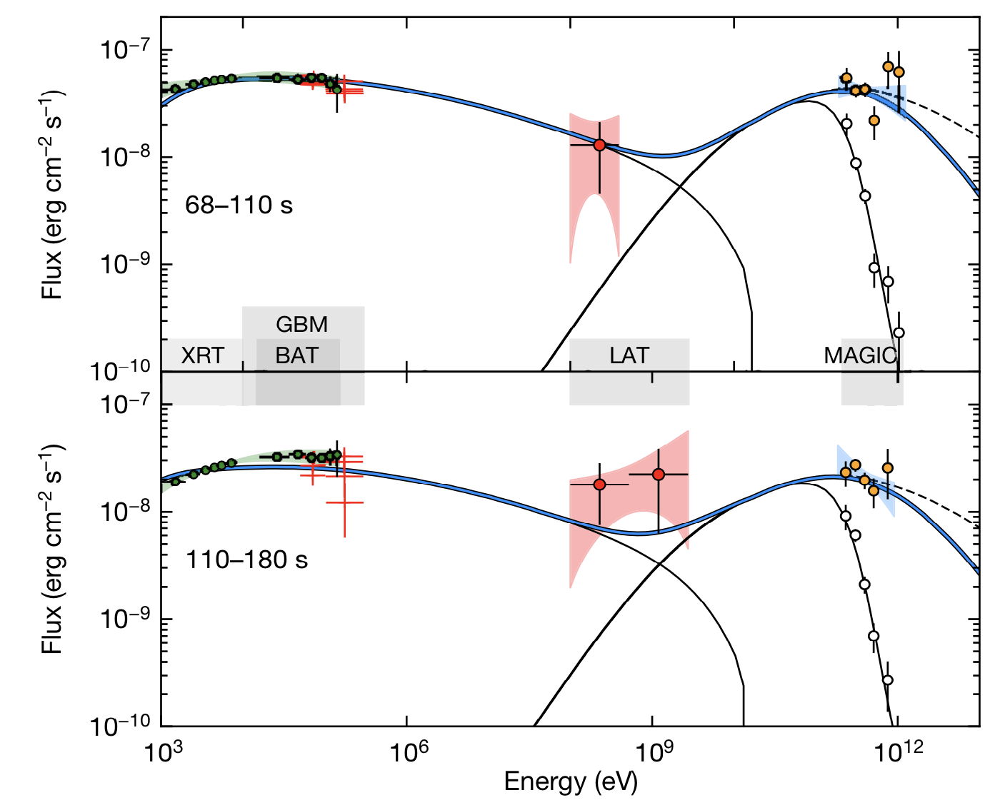 10⁻⁷
10⁻⁸
10⁻⁹
10⁻¹⁰
Flux (erg cm⁻² s⁻¹)
68–110 s
GBM
XRT BAT LAT MAGIC
10⁻⁷
10⁻⁸
10⁻⁹
10⁻¹⁰
Flux (erg cm⁻² s⁻¹)
110–180 s
10³ 10⁶ 10⁹ 10¹²
Energy (eV)